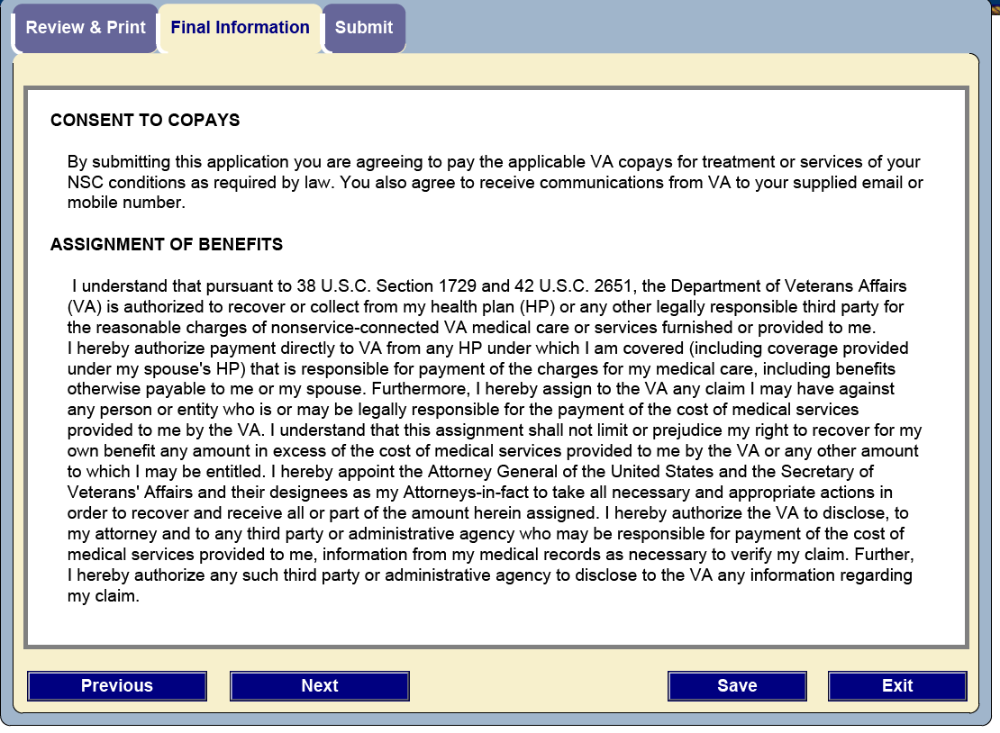 Review & Print
Final Information
Submit
CONSENT TO COPAYS
By submitting this application you are agreeing to pay the applicable VA copays for treatment or services of your
NSC conditions as required by law. You also agree to receive communications from VA to your supplied email or
mobile number.
ASSIGNMENT OF BENEFITS
I understand that pursuant to 38 U.S.C. Section 1729 and 42 U.S.C. 2651, the Department of Veterans Affairs
(VA) is authorized to recover or collect from my health plan (HP) or any other legally responsible third party for
the reasonable charges of nonservice-connected VA medical care or services furnished or provided to me.
I hereby authorize payment directly to VA from any HP under which I am covered (including coverage provided
under my spouse's HP) that is responsible for payment of the charges for my medical care, including benefits
otherwise payable to me or my spouse. Furthermore, I hereby assign to the VA any claim I may have against
any person or entity who is or may be legally responsible for the payment of the cost of medical services
provided to me by the VA. I understand that this assignment shall not limit or prejudice my right to recover for my
own benefit any amount in excess of the cost of medical services provided to me by the VA or any other amount
to which I may be entitled. I hereby appoint the Attorney General of the United States and the Secretary of
Veterans' Affairs and their designees as my Attorneys-in-fact to take all necessary and appropriate actions in
order to recover and receive all or part of the amount herein assigned. I hereby authorize the VA to disclose, to
my attorney and to any third party or administrative agency who may be responsible for payment of the cost of
medical services provided to me, information from my medical records as necessary to verify my claim. Further,
I hereby authorize any such third party or administrative agency to disclose to the VA any information regarding
my claim.
Previous
Next
Save
Exit